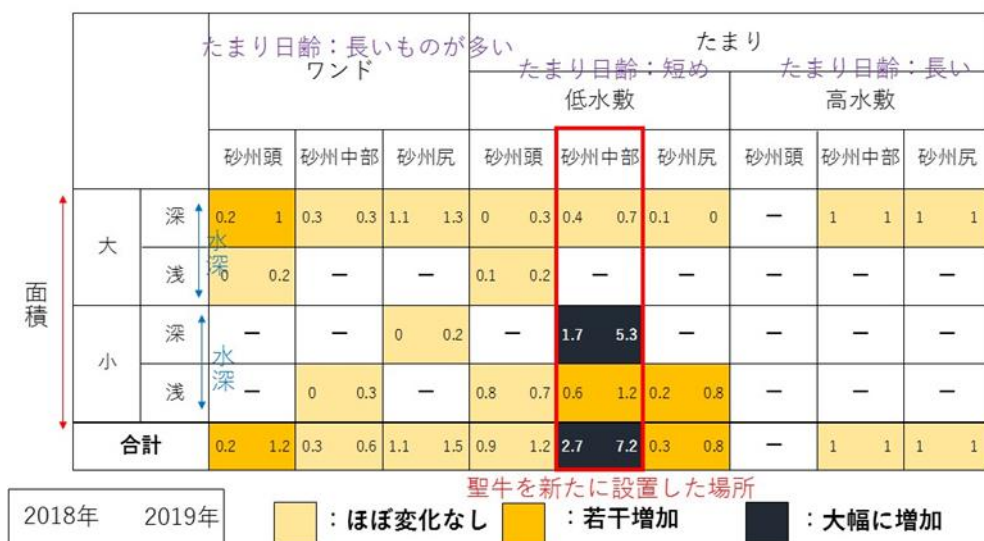 たまり日齢：長いものが多い
ワンド
たまり
たまり日齢：短め たまり日齢：長い
低水敷 高水敷
砂州頭 砂州中部 砂州尻 砂州頭 砂州中部 砂州尻 砂州頭 砂州中部 砂州尻
面積
大 深 水深 0.2 1 0.3 0.3 1.1 1.3 0 0.3 0.4 0.7 0.1 0 ー 1 1 1 1
浅 0 0.2 ー ー 0.1 0.2 ー ー ー ー ー
小 深 水深 ー ー 0 0.2 ー 1.7 5.3 ー ー ー ー
浅 ー 0 0.3 ー 0.8 0.7 0.6 1.2 0.2 0.8 ー ー ー
合計 0.2 1.2 0.3 0.6 1.1 1.5 0.9 1.2 2.7 7.2 0.3 0.8 ー 1 1 1 1
聖牛を新たに設置した場所
2018年 2019年 ：ほぼ変化なし ：若干増加 ：大幅に増加